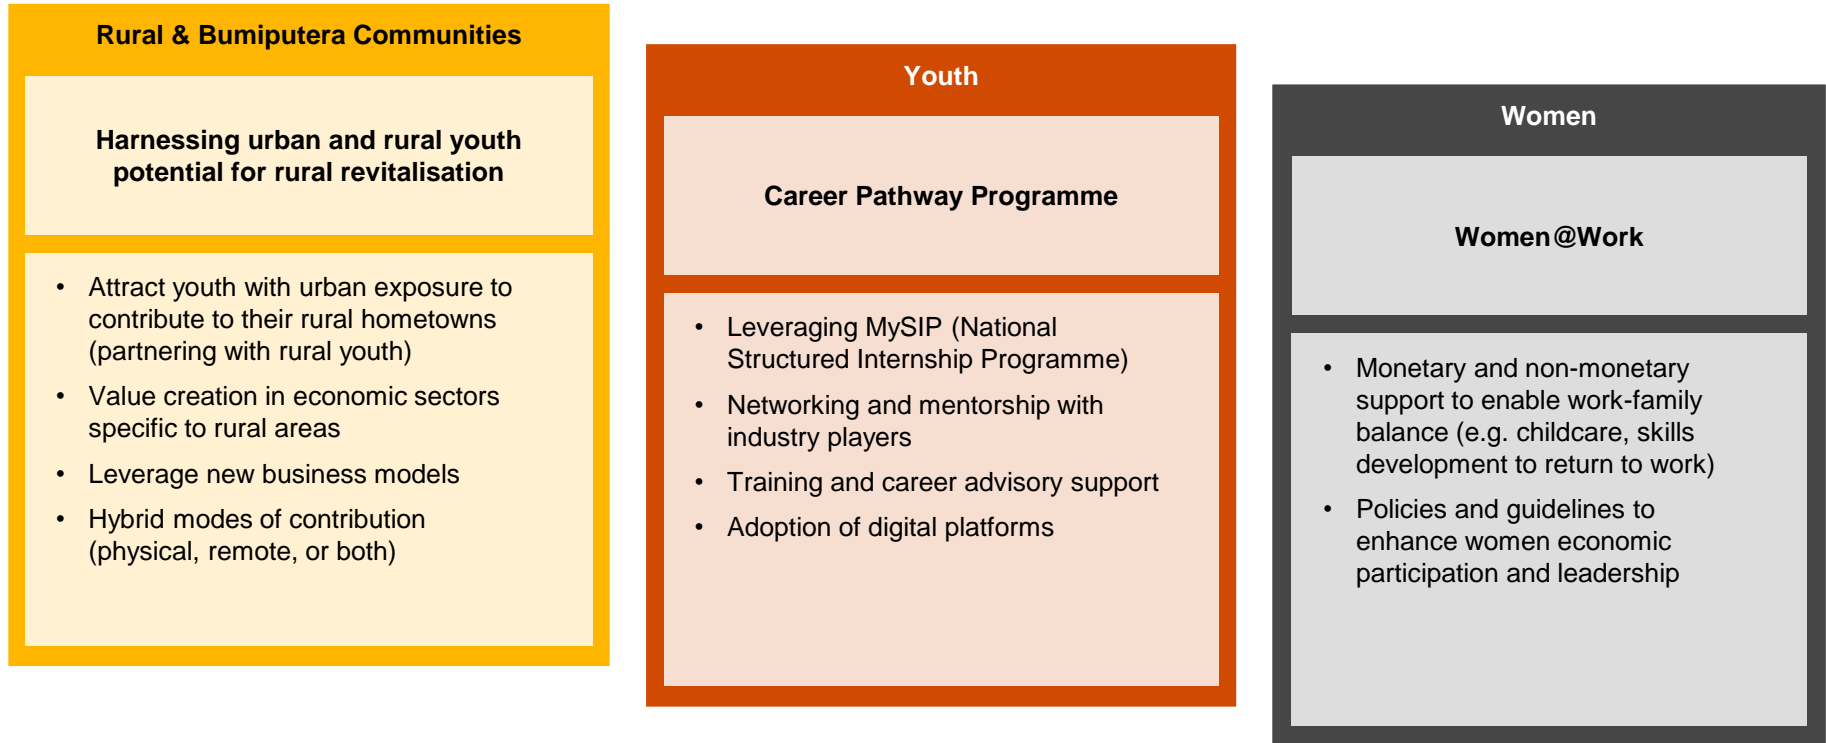 Rural & Bumiputera Communities
Harnessing urban and rural youth
potential for rural revitalisation
• Attract youth with urban exposure to
contribute to their rural hometowns
(partnering with rural youth)
• Value creation in economic sectors
specific to rural areas
• Leverage new business models
• Hybrid modes of contribution
(physical, remote, or both)
Youth
Career Pathway Programme
• Leveraging MySIP (National
Structured Internship Programme)
• Networking and mentorship with
industry players
• Training and career advisory support
• Adoption of digital platforms
Women
Women@Work
• Monetary and non-monetary
support to enable work-family
balance (e.g. childcare, skills
development to return to work)
• Policies and guidelines to
enhance women economic
participation and leadership